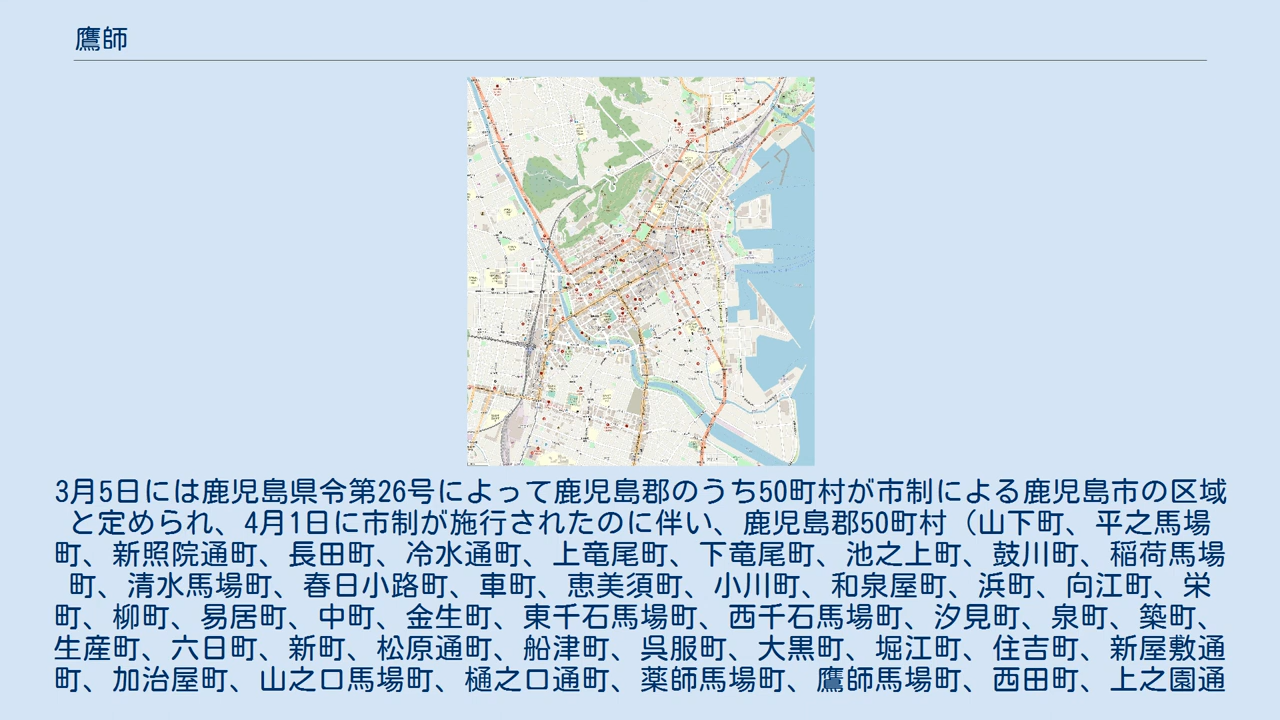 鷹師
3月5日には鹿児島県令第26号によって鹿児島郡のうち50町村が市制による鹿児島市の区域
と定められ、4月1日に市制が施行されたのに伴い、鹿児島郡50町村（山下町、平之馬場
町、新照院通町、長田町、冷水通町、上竜尾町、下竜尾町、池之上町、鼓川町、稲荷馬場
町、清水馬場町、春日小路町、車町、恵美須町、小川町、和泉屋町、浜町、向江町、栄
町、柳町、易居町、中町、金生町、東千石馬場町、西千石馬場町、汐見町、泉町、築町、
生産町、六日町、新町、松原通町、船津町、呉服町、大黒町、堀江町、住吉町、新屋敷通
町、加治屋町、山之口馬場町、樋之口通町、薬師馬場町、鷹師馬場町、西田町、上之園通